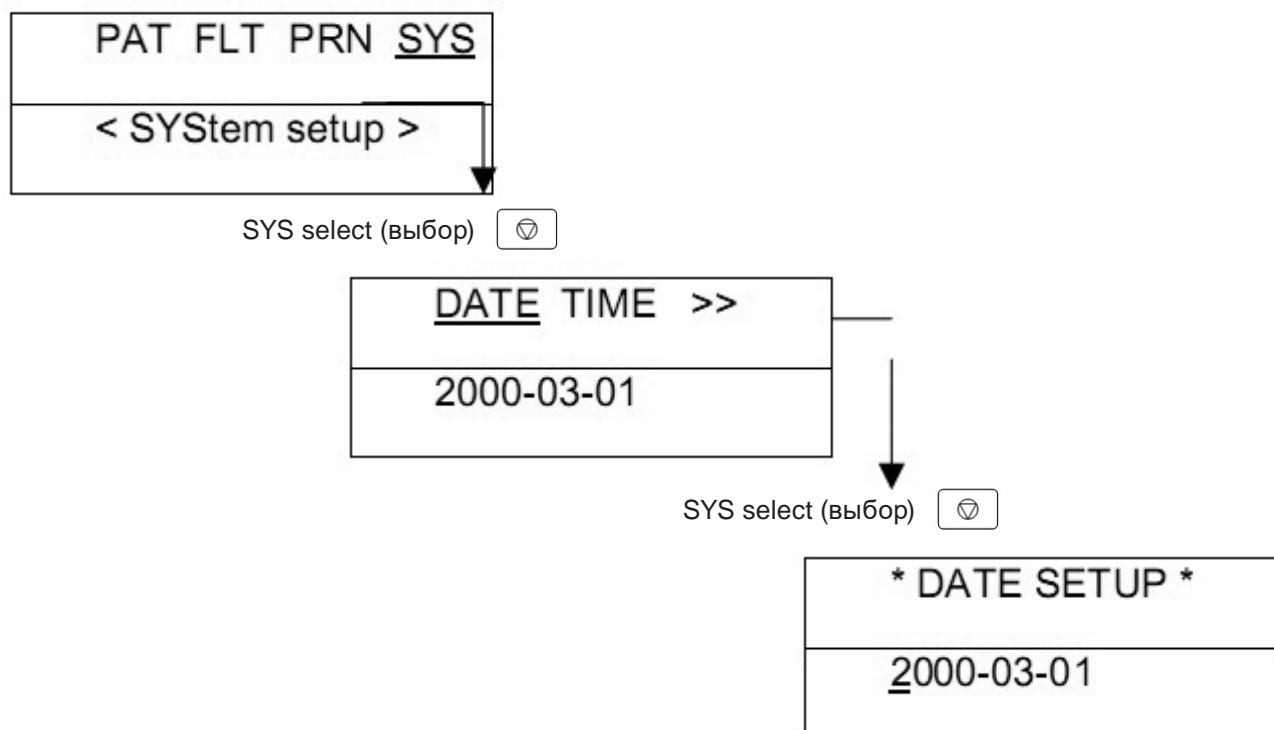 PAT FLT PRN SYS
< SYStem setup >
SYS select (выбор)
DATE TIME >>
2000-03-01
SYS select (выбор)
* DATE SETUP *
2000-03-01